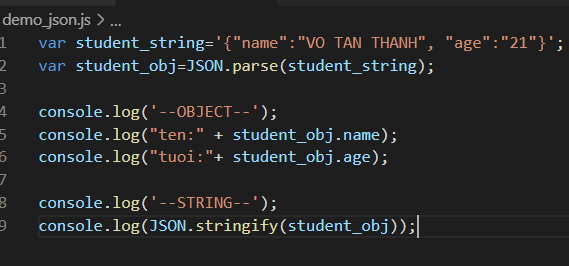 demo_json.js > ...
1 var student_string='{"name":"VO TAN THANH", "age":"21"}';
2 var student_obj=JSON.parse(student_string);
3
4 console.log('--OBJECT--');
5 console.log("ten:" + student_obj.name);
6 console.log("tuoi:"+ student_obj.age);
7
8 console.log('--STRING--');
9 console.log(JSON.stringify(student_obj));